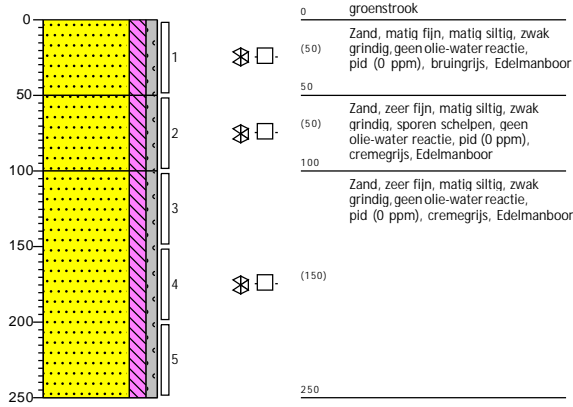 0
50
100
150
200
250
1
2
3
4
5
0 groenstrook
(50)
Zand, matig fijn, matig siltig, zwak
grindig, geen olie-water reactie,
pid (0 ppm), bruingrijs, Edelmanboor
50
(50)
Zand, zeer fijn, matig siltig, zwak
grindig, sporen schelpen, geen
olie-water reactie, pid (0 ppm),
cremegrijs, Edelmanboor
100
Zand, zeer fijn, matig siltig, zwak
grindig, geen olie-water reactie,
pid (0 ppm), cremegrijs, Edelmanboor
(150)
250